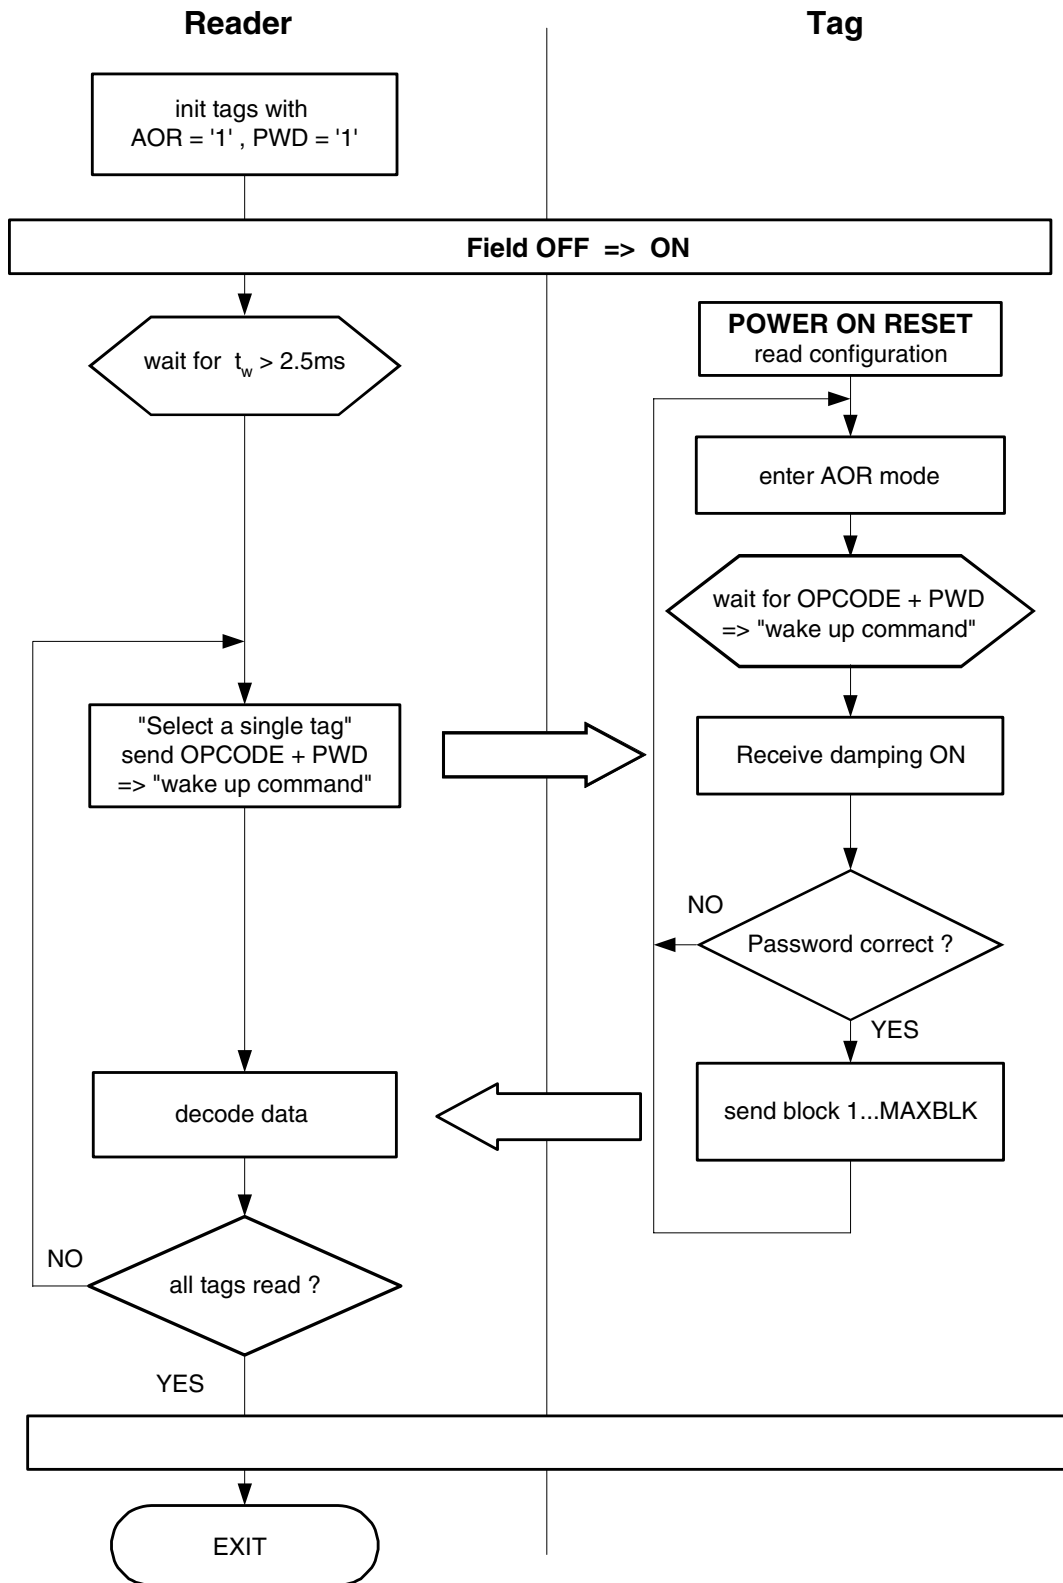 Reader
Tag
init tags with
AOR = '1' , PWD = '1'
Field OFF => ON
wait for tw > 2.5ms
POWER ON RESET
read configuration
enter AOR mode
wait for OPCODE + PWD
=> "wake up command"
"Select a single tag"
send OPCODE + PWD
=> "wake up command"
Receive damping ON
NO
Password correct ?
YES
decode data
send block 1...MAXBLK
NO
all tags read ?
YES
EXIT